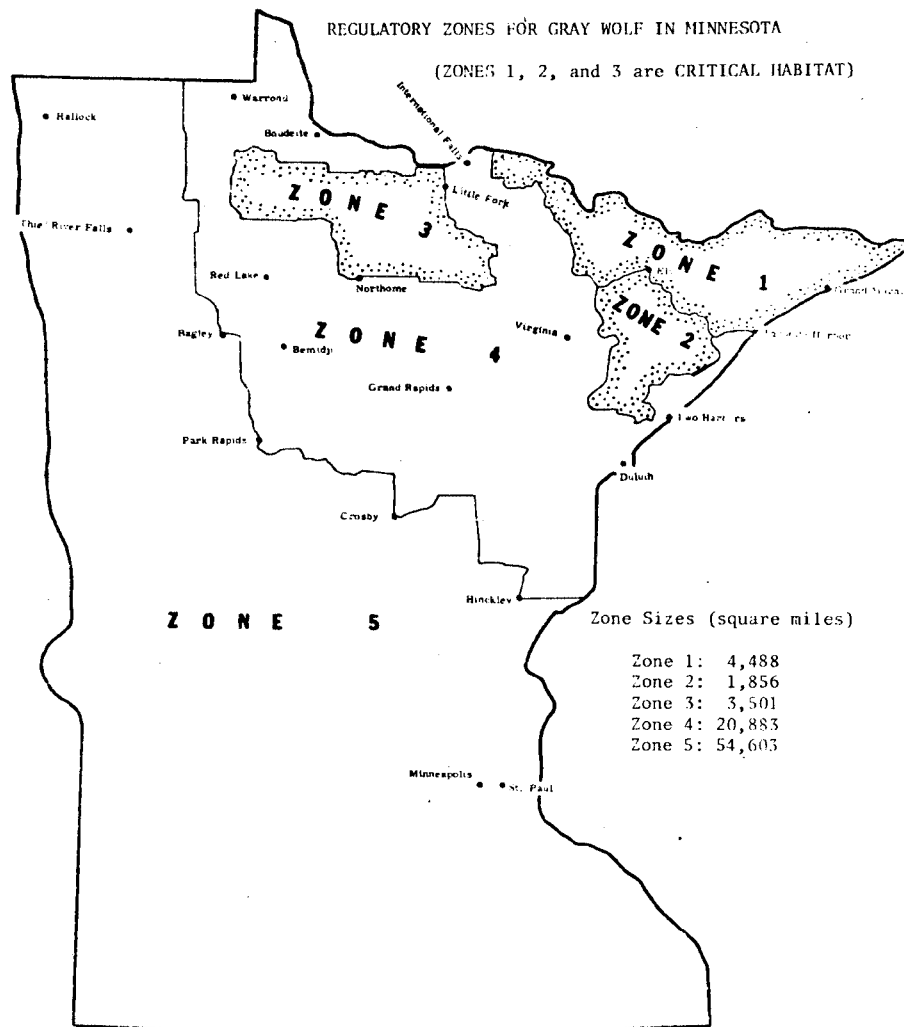 REGULATORY ZONES FOR GRAY WOLF IN MINNESOTA
(ZONES 1, 2, and 3 are CRITICAL HABITAT)
Warroad
Hallock
Baudette
International Falls
Little Fork
ZONE 3
ZONE 1
Thief River Falls
Red Lake
Northome
ZONE 2
Virginia
ZONE 4
Bagley
Bemidji
Grand Rapids
Two Harbors
Park Rapids
Duluth
Crosby
Hinckley
ZONE 5
Zone Sizes (square miles)
Zone 1: 4,488
Zone 2: 1,856
Zone 3: 3,501
Zone 4: 20,883
Zone 5: 54,603
Minneapolis
St. Paul